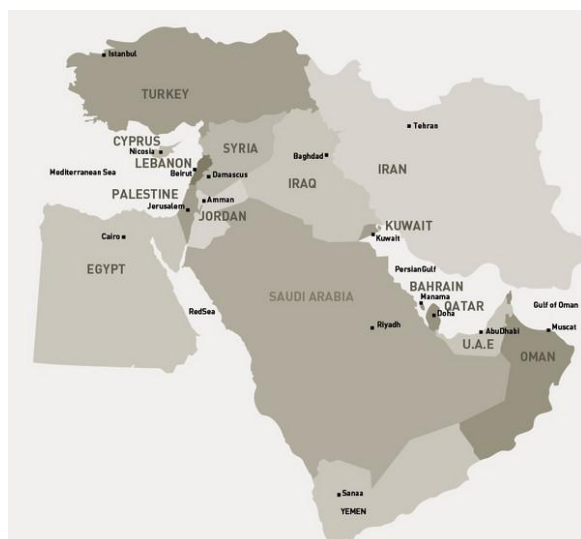 Istanbul
TURKEY
Tehran
CYPRUS
Nicosia
SYRIA
LEBANON
Beirut
Baghdad
Mediterranean Sea
Damascus
IRAN
IRAQ
PALESTINE
Amman
Jerusalem
JORDAN
KUWAIT
Kuwait
Cairo
EGYPT
PersianGulf
BAHRAIN
Manama
SAUDI ARABIA
QATAR
Gulf of Oman
RedSea
Doha
Riyadh
AbuDhabi
Muscat
U.A.E
OMAN
Sanaa
YEMEN